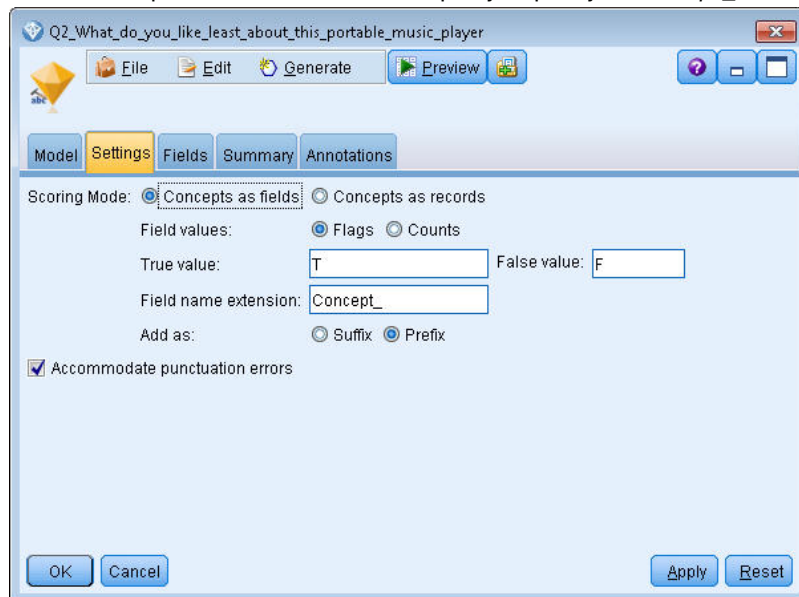 Q2_What_do_you_like_least_about_this_portable_music_player
File Edit Generate Preview
abc
Model Settings Fields Summary Annotations
Scoring Mode: Concepts as fields Concepts as records
Field values: Flags Counts
True value: T False value: F
Field name extension: Concept_
Add as: Suffix Prefix
Accommodate punctuation errors
OK Cancel Apply Reset